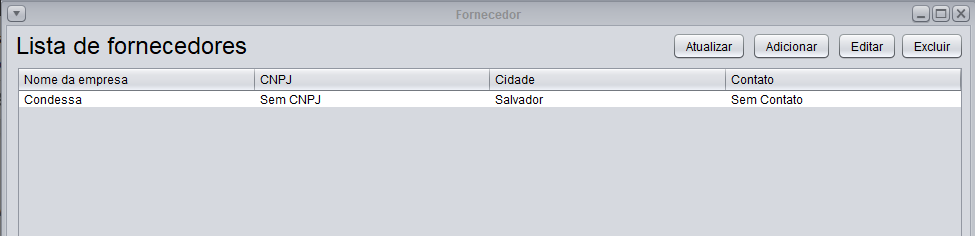 Fornecedor
Lista de fornecedores
Atualizar Adicionar Editar Excluir
Nome da empresa CNPJ Cidade Contato
Condessa Sem CNPJ Salvador Sem Contato